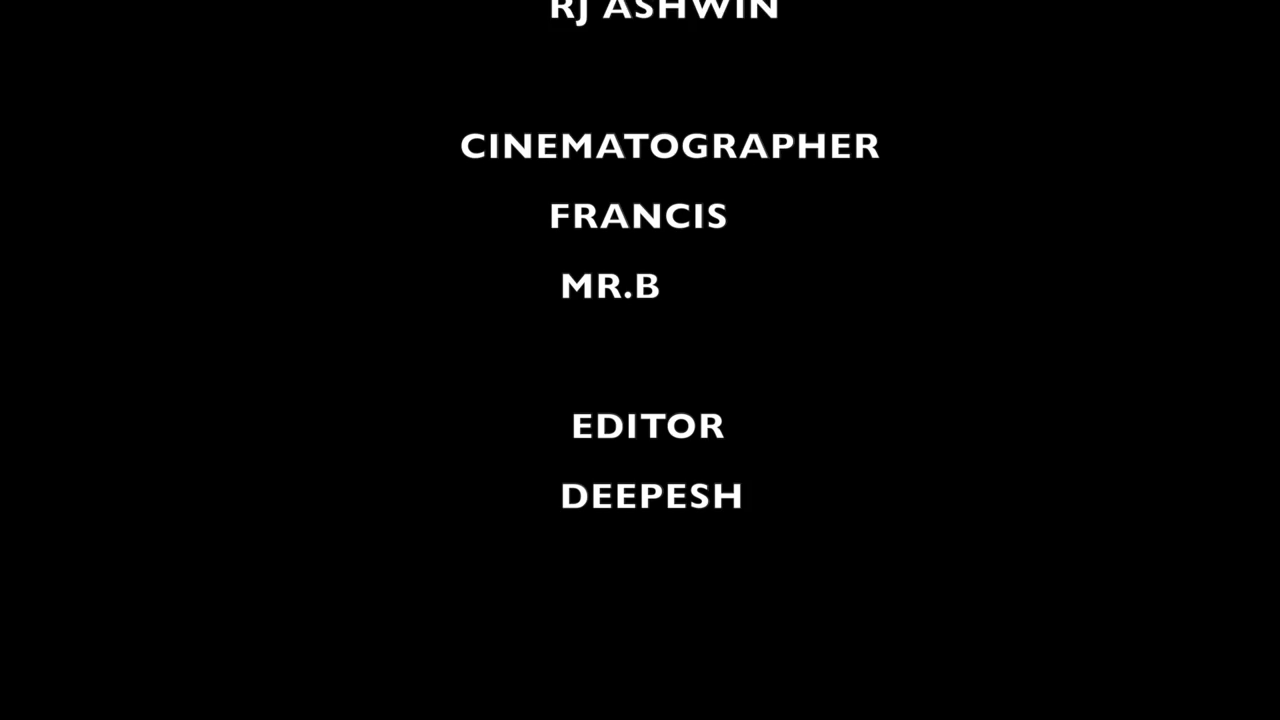 RJ ASHWIN
CINEMATOGRAPHER
FRANCIS
MR.B
EDITOR
DEEPESH